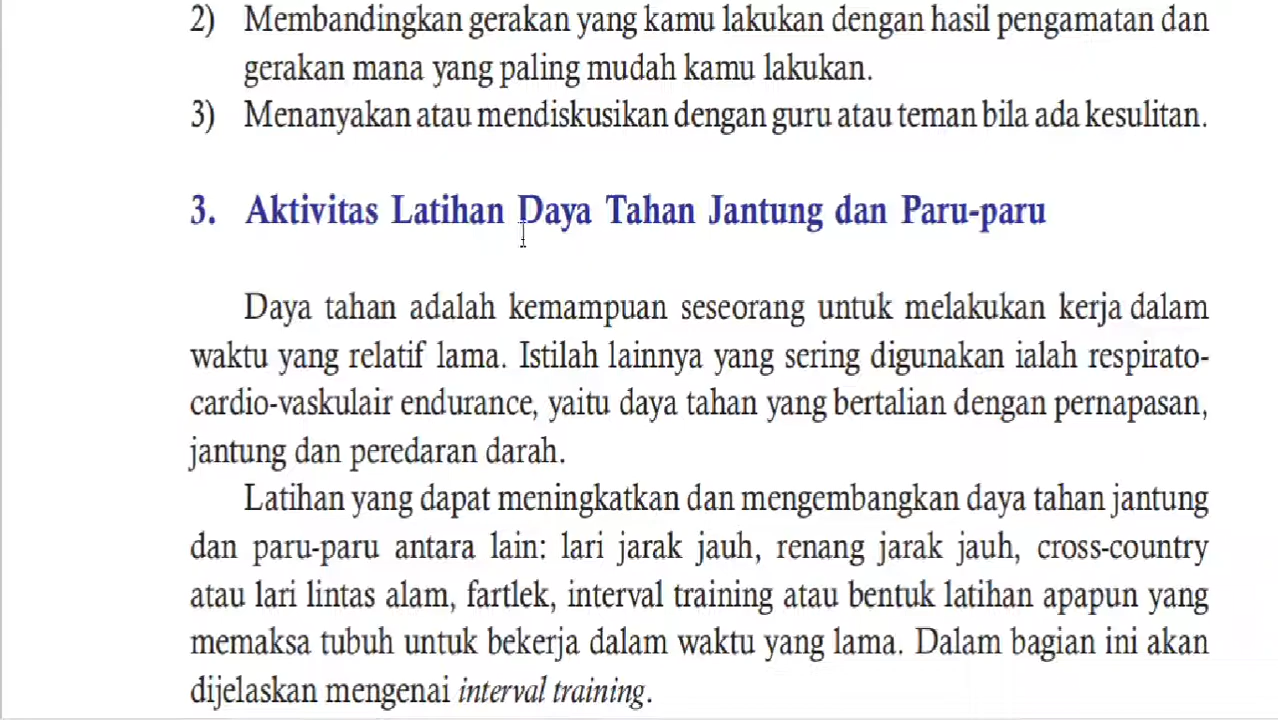 2) Membandingkan gerakan yang kamu lakukan dengan hasil pengamatan dan
gerakan mana yang paling mudah kamu lakukan.
3) Menanyakan atau mendiskusikan dengan guru atau teman bila ada kesulitan.
3. Aktivitas Latihan Daya Tahan Jantung dan Paru-paru
Daya tahan adalah kemampuan seseorang untuk melakukan kerja dalam
waktu yang relatif lama. Istilah lainnya yang sering digunakan ialah respirato-
cardio-vaskulair endurance, yaitu daya tahan yang bertalian dengan pernapasan,
jantung dan peredaran darah.
Latihan yang dapat meningkatkan dan mengembangkan daya tahan jantung
dan paru-paru antara lain: lari jarak jauh, renang jarak jauh, cross-country
atau lari lintas alam, fartlek, interval training atau bentuk latihan apapun yang
memaksa tubuh untuk bekerja dalam waktu yang lama. Dalam bagian ini akan
dijelaskan mengenai interval training.